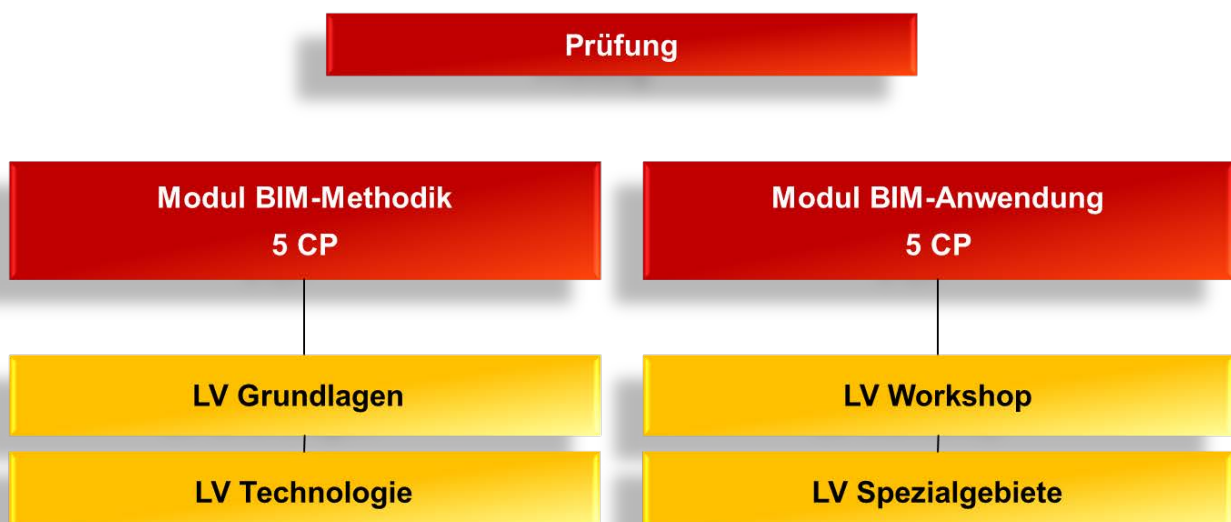 Prüfung
Modul BIM-Methodik
5 CP
Modul BIM-Anwendung
5 CP
LV Grundlagen
LV Workshop
LV Technologie
LV Spezialgebiete